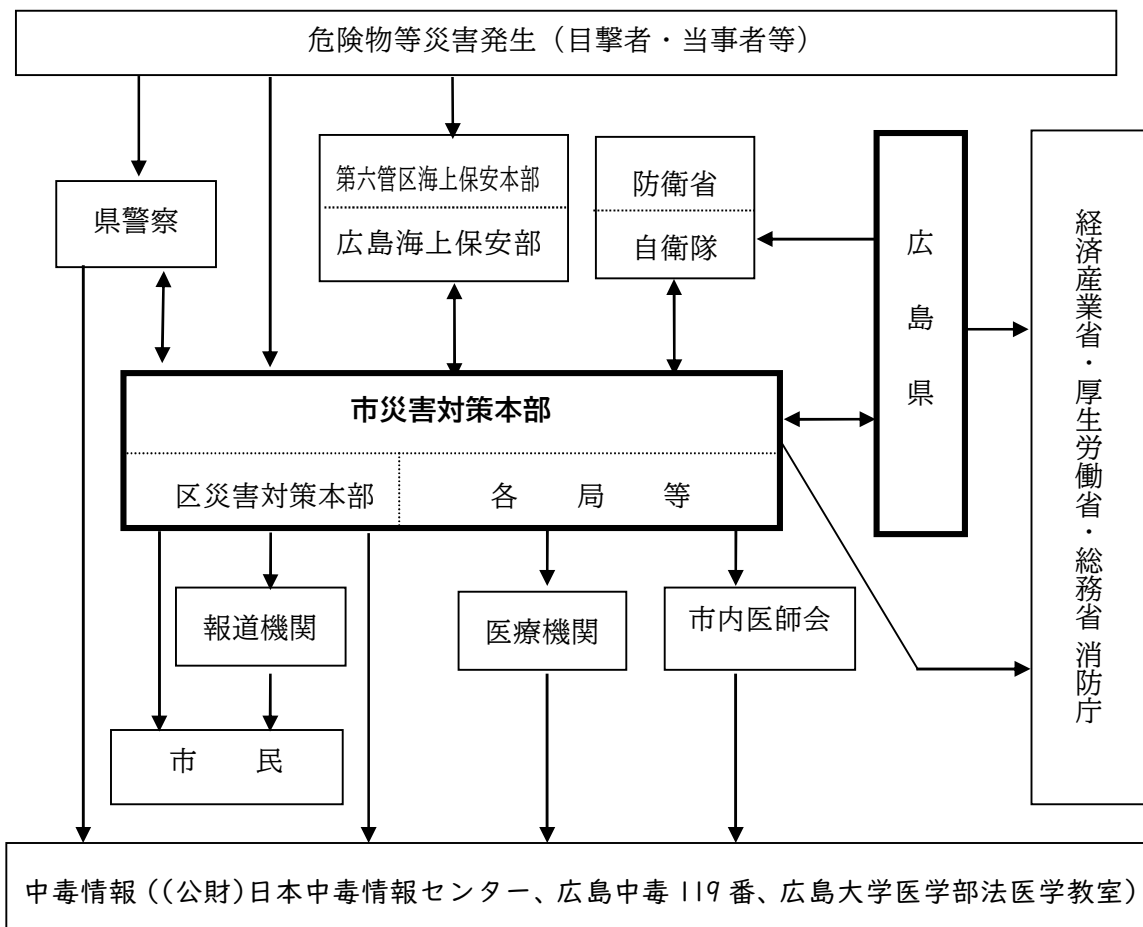 危険物等災害発生（目撃者・当事者等）
県警察
第六管区海上保安本部
広島海上保安部
防衛省
自衛隊
広島県
経済産業省・厚生労働省・総務省 消防庁
市災害対策本部
区災害対策本部
各　局　等
報道機関
医療機関
市内医師会
市　民
中毒情報（(公財)日本中毒情報センター、広島中毒119番、広島大学医学部法医学教室）